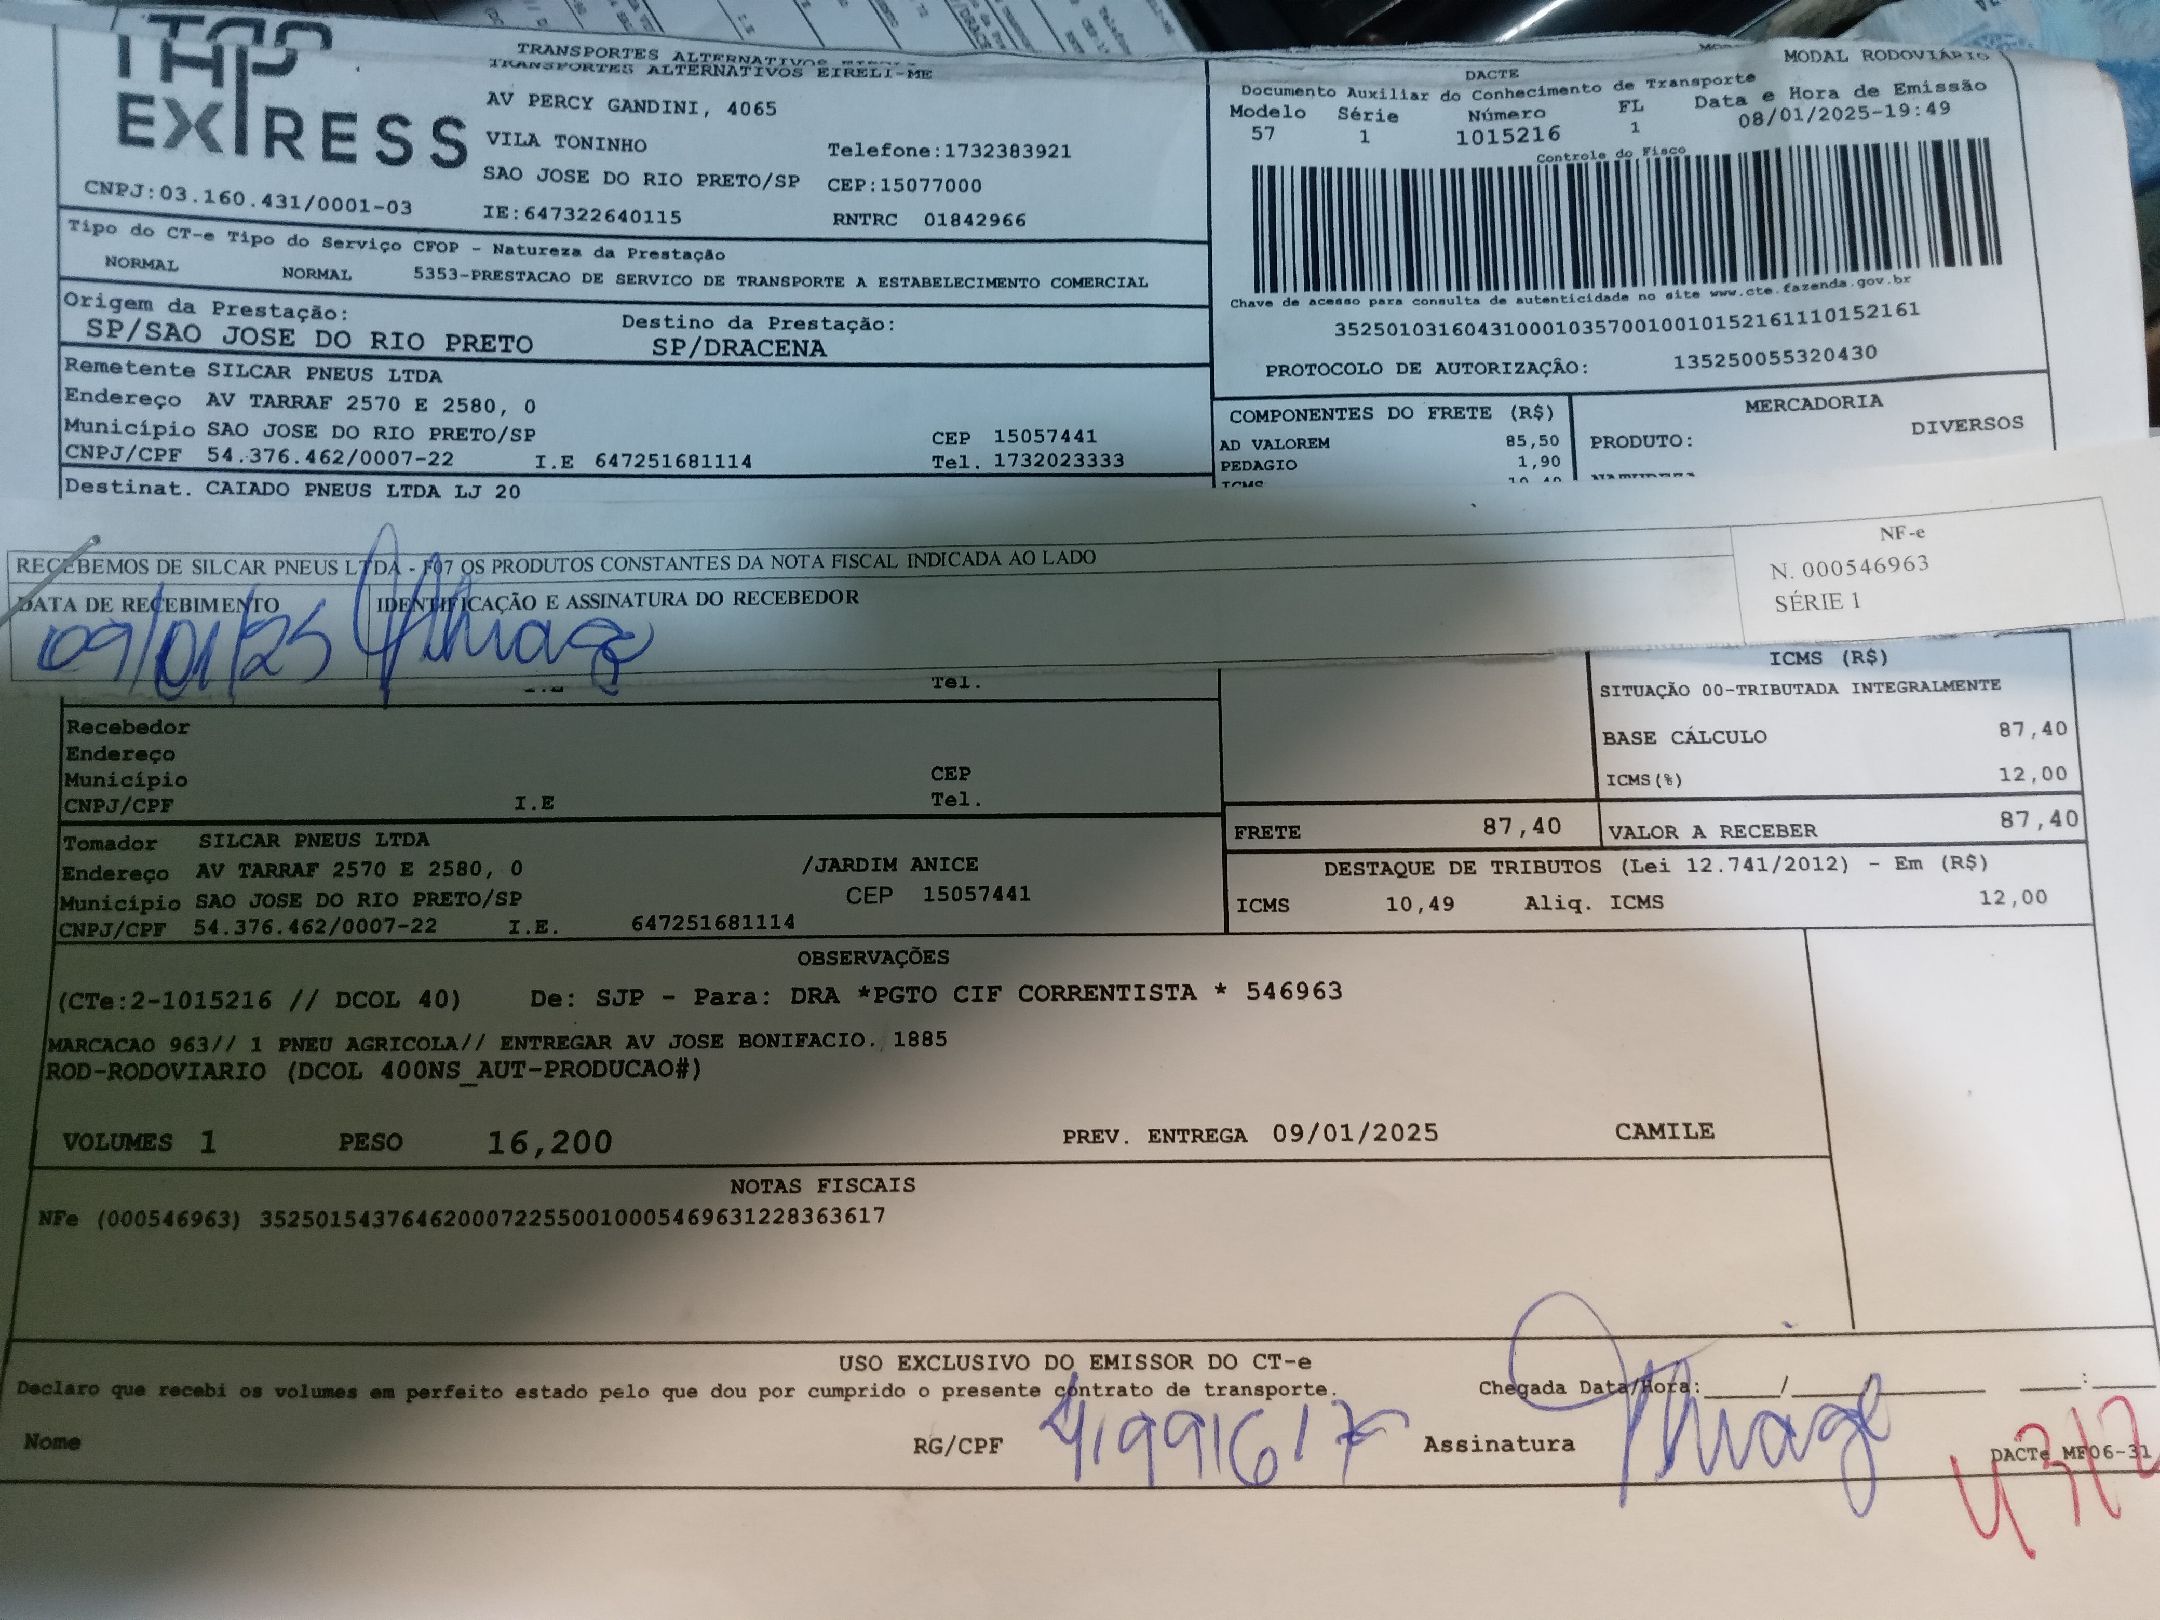 EXPRESS
TRANSPORTES ALTERNATIVOS EIRELI-ME
AV PERCY GANDINI, 4065
VILA TONINHO
Telefone:1732383921
SAO JOSE DO RIO PRETO/SP CEP:15077000
CNPJ:03.160.431/0001-03
IE:647322640115 RNTRC 01842966
MODAL RODOVIÁRIO
DACTE
Documento Auxiliar do Conhecimento de Transporte
Modelo Série Número FL Data e Hora de Emissão
57 1 1015216 1 08/01/2025-19:49
Controle do Fisco
Chave de acesso para consulta de autenticidade no site www.cte.fazenda.gov.br
35250103160431000103570010010152161110152161
PROTOCOLO DE AUTORIZAÇÃO: 135250055320430
Tipo do CT-e Tipo do Serviço CFOP - Natureza da Prestação
NORMAL NORMAL 5353-PRESTACAO DE SERVICO DE TRANSPORTE A ESTABELECIMENTO COMERCIAL
Origem da Prestação: Destino da Prestação:
SP/SAO JOSE DO RIO PRETO SP/DRACENA
Remetente SILCAR PNEUS LTDA
Endereço AV TARRAF 2570 E 2580, 0
Município SAO JOSE DO RIO PRETO/SP CEP 15057441
CNPJ/CPF 54.376.462/0007-22 I.E 647251681114 Tel. 1732023333
Destinat. CAIADO PNEUS LTDA LJ 20
COMPONENTES DO FRETE (R$)
AD VALOREM 85,50
PEDAGIO 1,90
MERCADORIA
PRODUTO: DIVERSOS
RECEBEMOS DE SILCAR PNEUS LTDA - F07 OS PRODUTOS CONSTANTES DA NOTA FISCAL INDICADA AO LADO
DATA DE RECEBIMENTO IDENTIFICAÇÃO E ASSINATURA DO RECEBEDOR
09/01/25 Thiago
NF-e
N. 000546963
SÉRIE 1
Tel.
Recebedor
Endereço
Município CEP
CNPJ/CPF I.E Tel.
ICMS (R$)
SITUAÇÃO 00-TRIBUTADA INTEGRALMENTE
BASE CÁLCULO 87,40
ICMS(%) 12,00
FRETE 87,40 VALOR A RECEBER 87,40
Tomador SILCAR PNEUS LTDA
Endereço AV TARRAF 2570 E 2580, 0 /JARDIM ANICE
Município SAO JOSE DO RIO PRETO/SP CEP 15057441
CNPJ/CPF 54.376.462/0007-22 I.E. 647251681114
DESTAQUE DE TRIBUTOS (Lei 12.741/2012) - Em (R$)
ICMS 10,49 Aliq. ICMS 12,00
OBSERVAÇÕES
(CTe:2-1015216 // DCOL 40) De: SJP - Para: DRA *PGTO CIF CORRENTISTA * 546963
MARCACAO 963// 1 PNEU AGRICOLA// ENTREGAR AV JOSE BONIFACIO. 1885
ROD-RODOVIARIO (DCOL 400NS_AUT-PRODUCAO#)
VOLUMES 1 PESO 16,200 PREV. ENTREGA 09/01/2025 CAMILE
NOTAS FISCAIS
NFe (000546963) 35250154376462000722550010005469631228363617
USO EXCLUSIVO DO EMISSOR DO CT-e
Declaro que recebi os volumes em perfeito estado pelo que dou por cumprido o presente contrato de transporte. Chegada Data/Hora:____/____ ____ __:__
Nome RG/CPF Assinatura Thiago
DACTe MF06-31